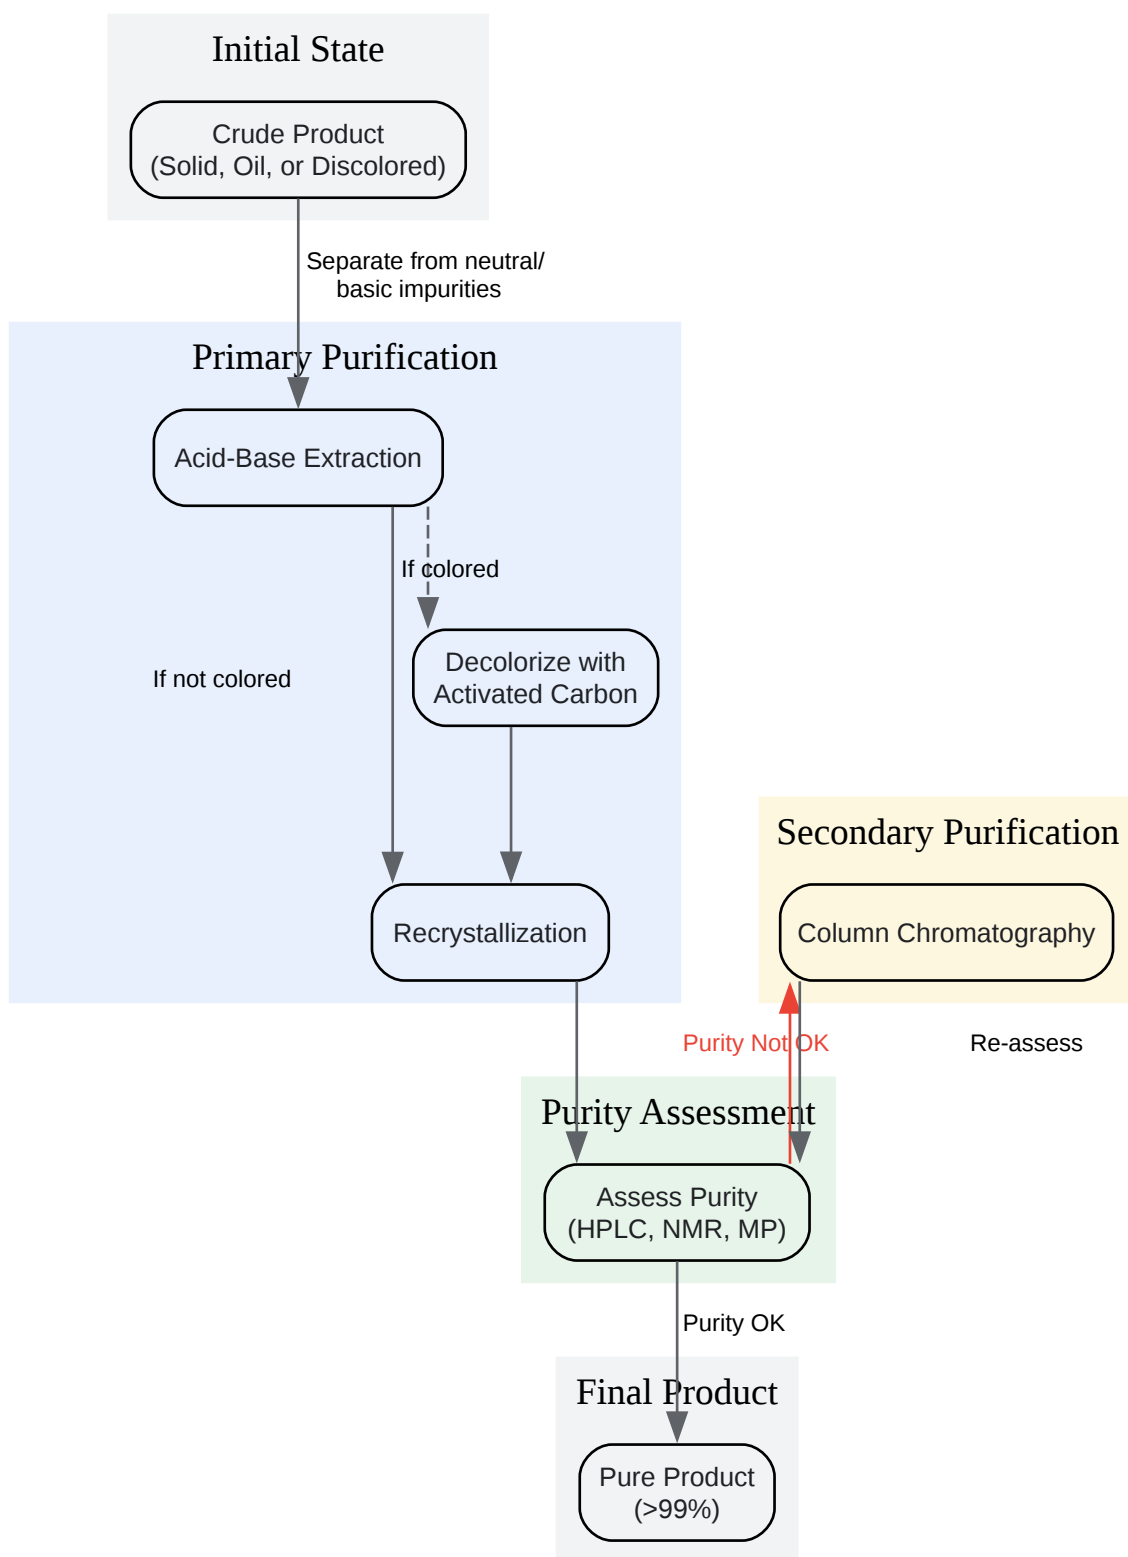 Initial State
Crude Product
(Solid, Oil, or Discolored)
Separate from neutral/
basic impurities
Primary Purification
Acid-Base Extraction
If colored
Decolorize with
Activated Carbon
If not colored
Recrystallization
Secondary Purification
Column Chromatography
Purity Not OK
Re-assess
Purity Assessment
Assess Purity
(HPLC, NMR, MP)
Purity OK
Final Product
Pure Product
(>99%)